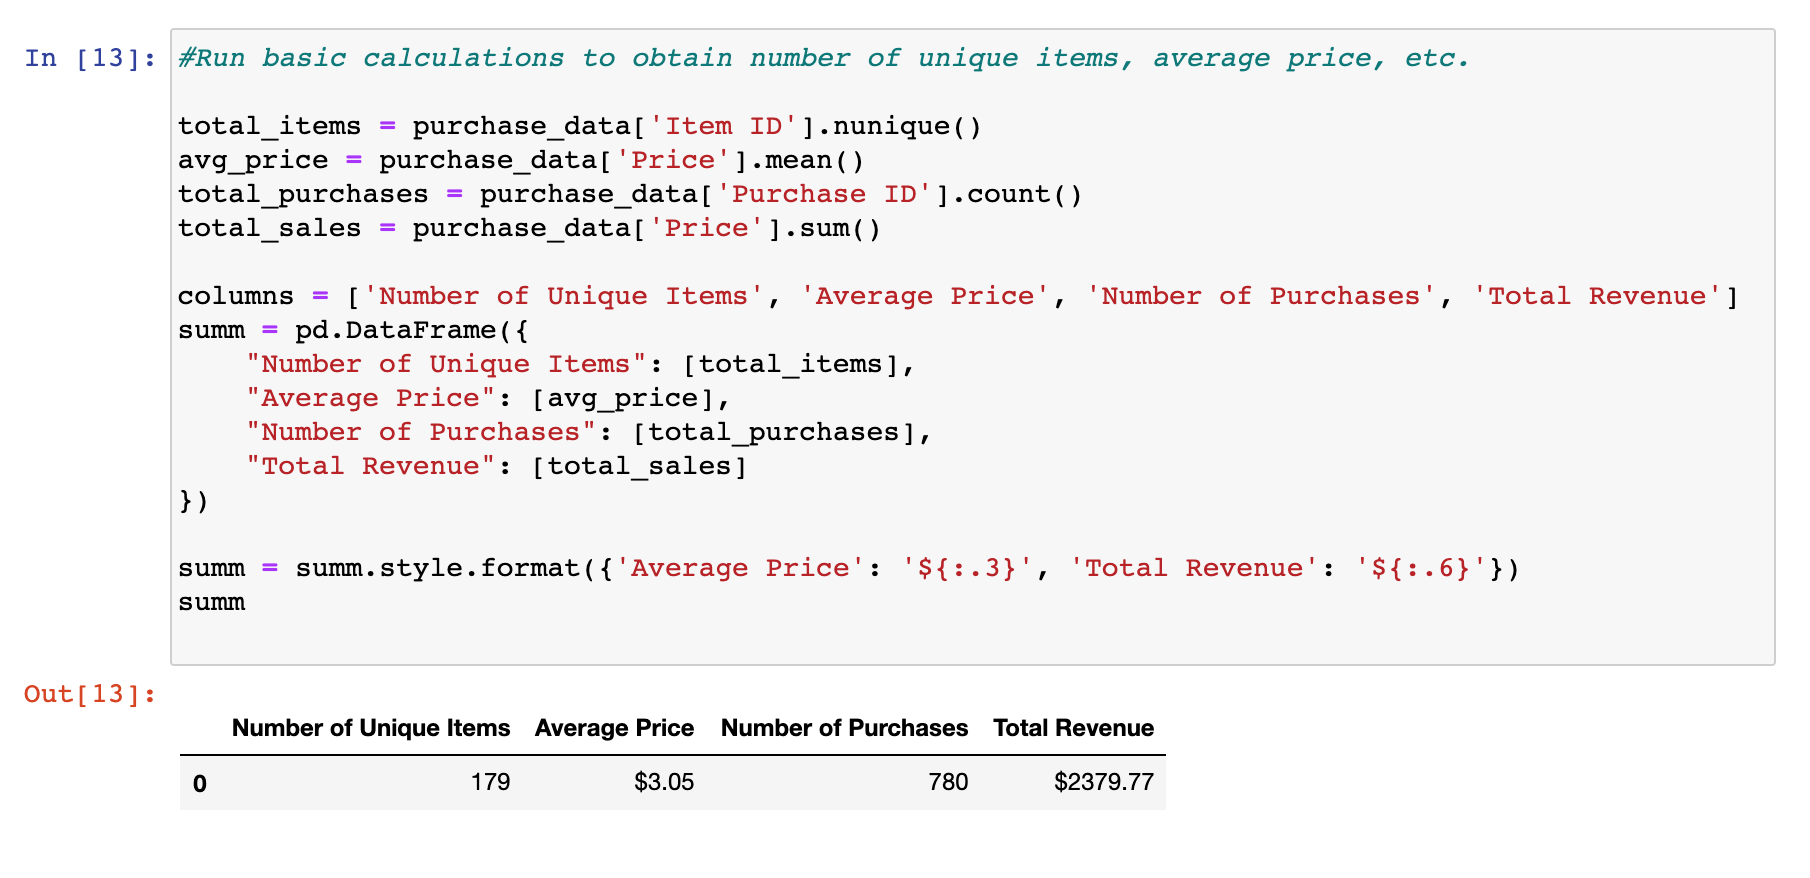 In [13]: #Run basic calculations to obtain number of unique items, average price, etc.
total_items = purchase_data['Item ID'].nunique()
avg_price = purchase_data['Price'].mean()
total_purchases = purchase_data['Purchase ID'].count()
total_sales = purchase_data['Price'].sum()
columns = ['Number of Unique Items', 'Average Price', 'Number of Purchases', 'Total Revenue']
summ = pd.DataFrame({
    "Number of Unique Items": [total_items],
    "Average Price": [avg_price],
    "Number of Purchases": [total_purchases],
    "Total Revenue": [total_sales]
})
summ = summ.style.format({'Average Price': '${:.3}', 'Total Revenue': '${:.6}'})
summ
Out[13]:
Number of Unique Items Average Price Number of Purchases Total Revenue
0 179 $3.05 780 $2379.77